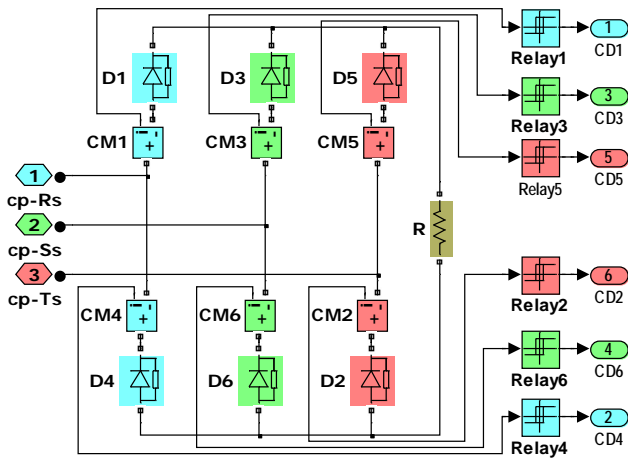 1
Relay1
CD1
D1
D3
D5
3
Relay3
CD3
CM1
CM3
CM5
5
Relay5
CD5
1
cp-Rs
2
cp-Ss
R
3
cp-Ts
6
Relay2
CD2
CM4
CM6
CM2
4
Relay6
CD6
D4
D6
D2
2
Relay4
CD4